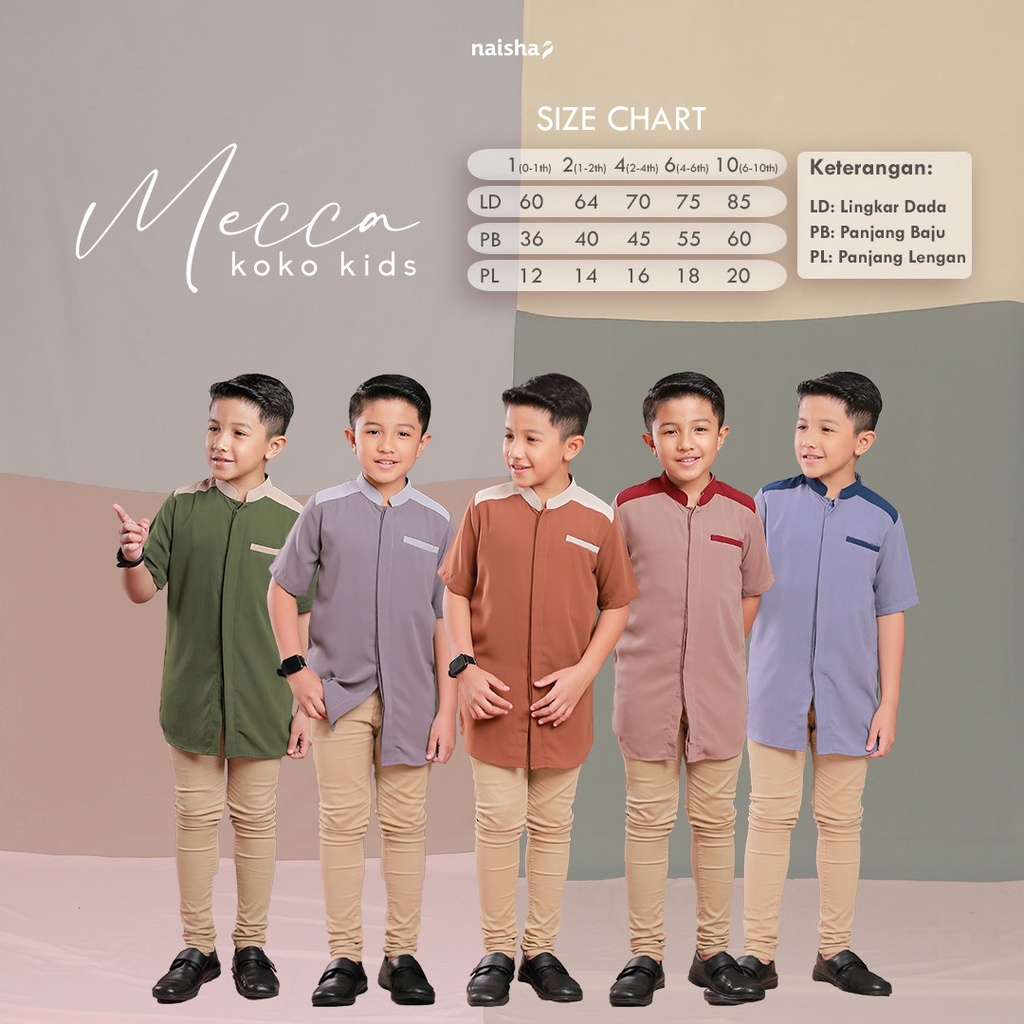 naisha
Mecca
koko kids
SIZE CHART
1(0-1th) 2(1-2th) 4(2-4th) 6(4-6th) 10(6-10th)
LD 60 64 70 75 85
PB 36 40 45 55 60
PL 12 14 16 18 20
Keterangan:
LD: Lingkar Dada
PB: Panjang Baju
PL: Panjang Lengan